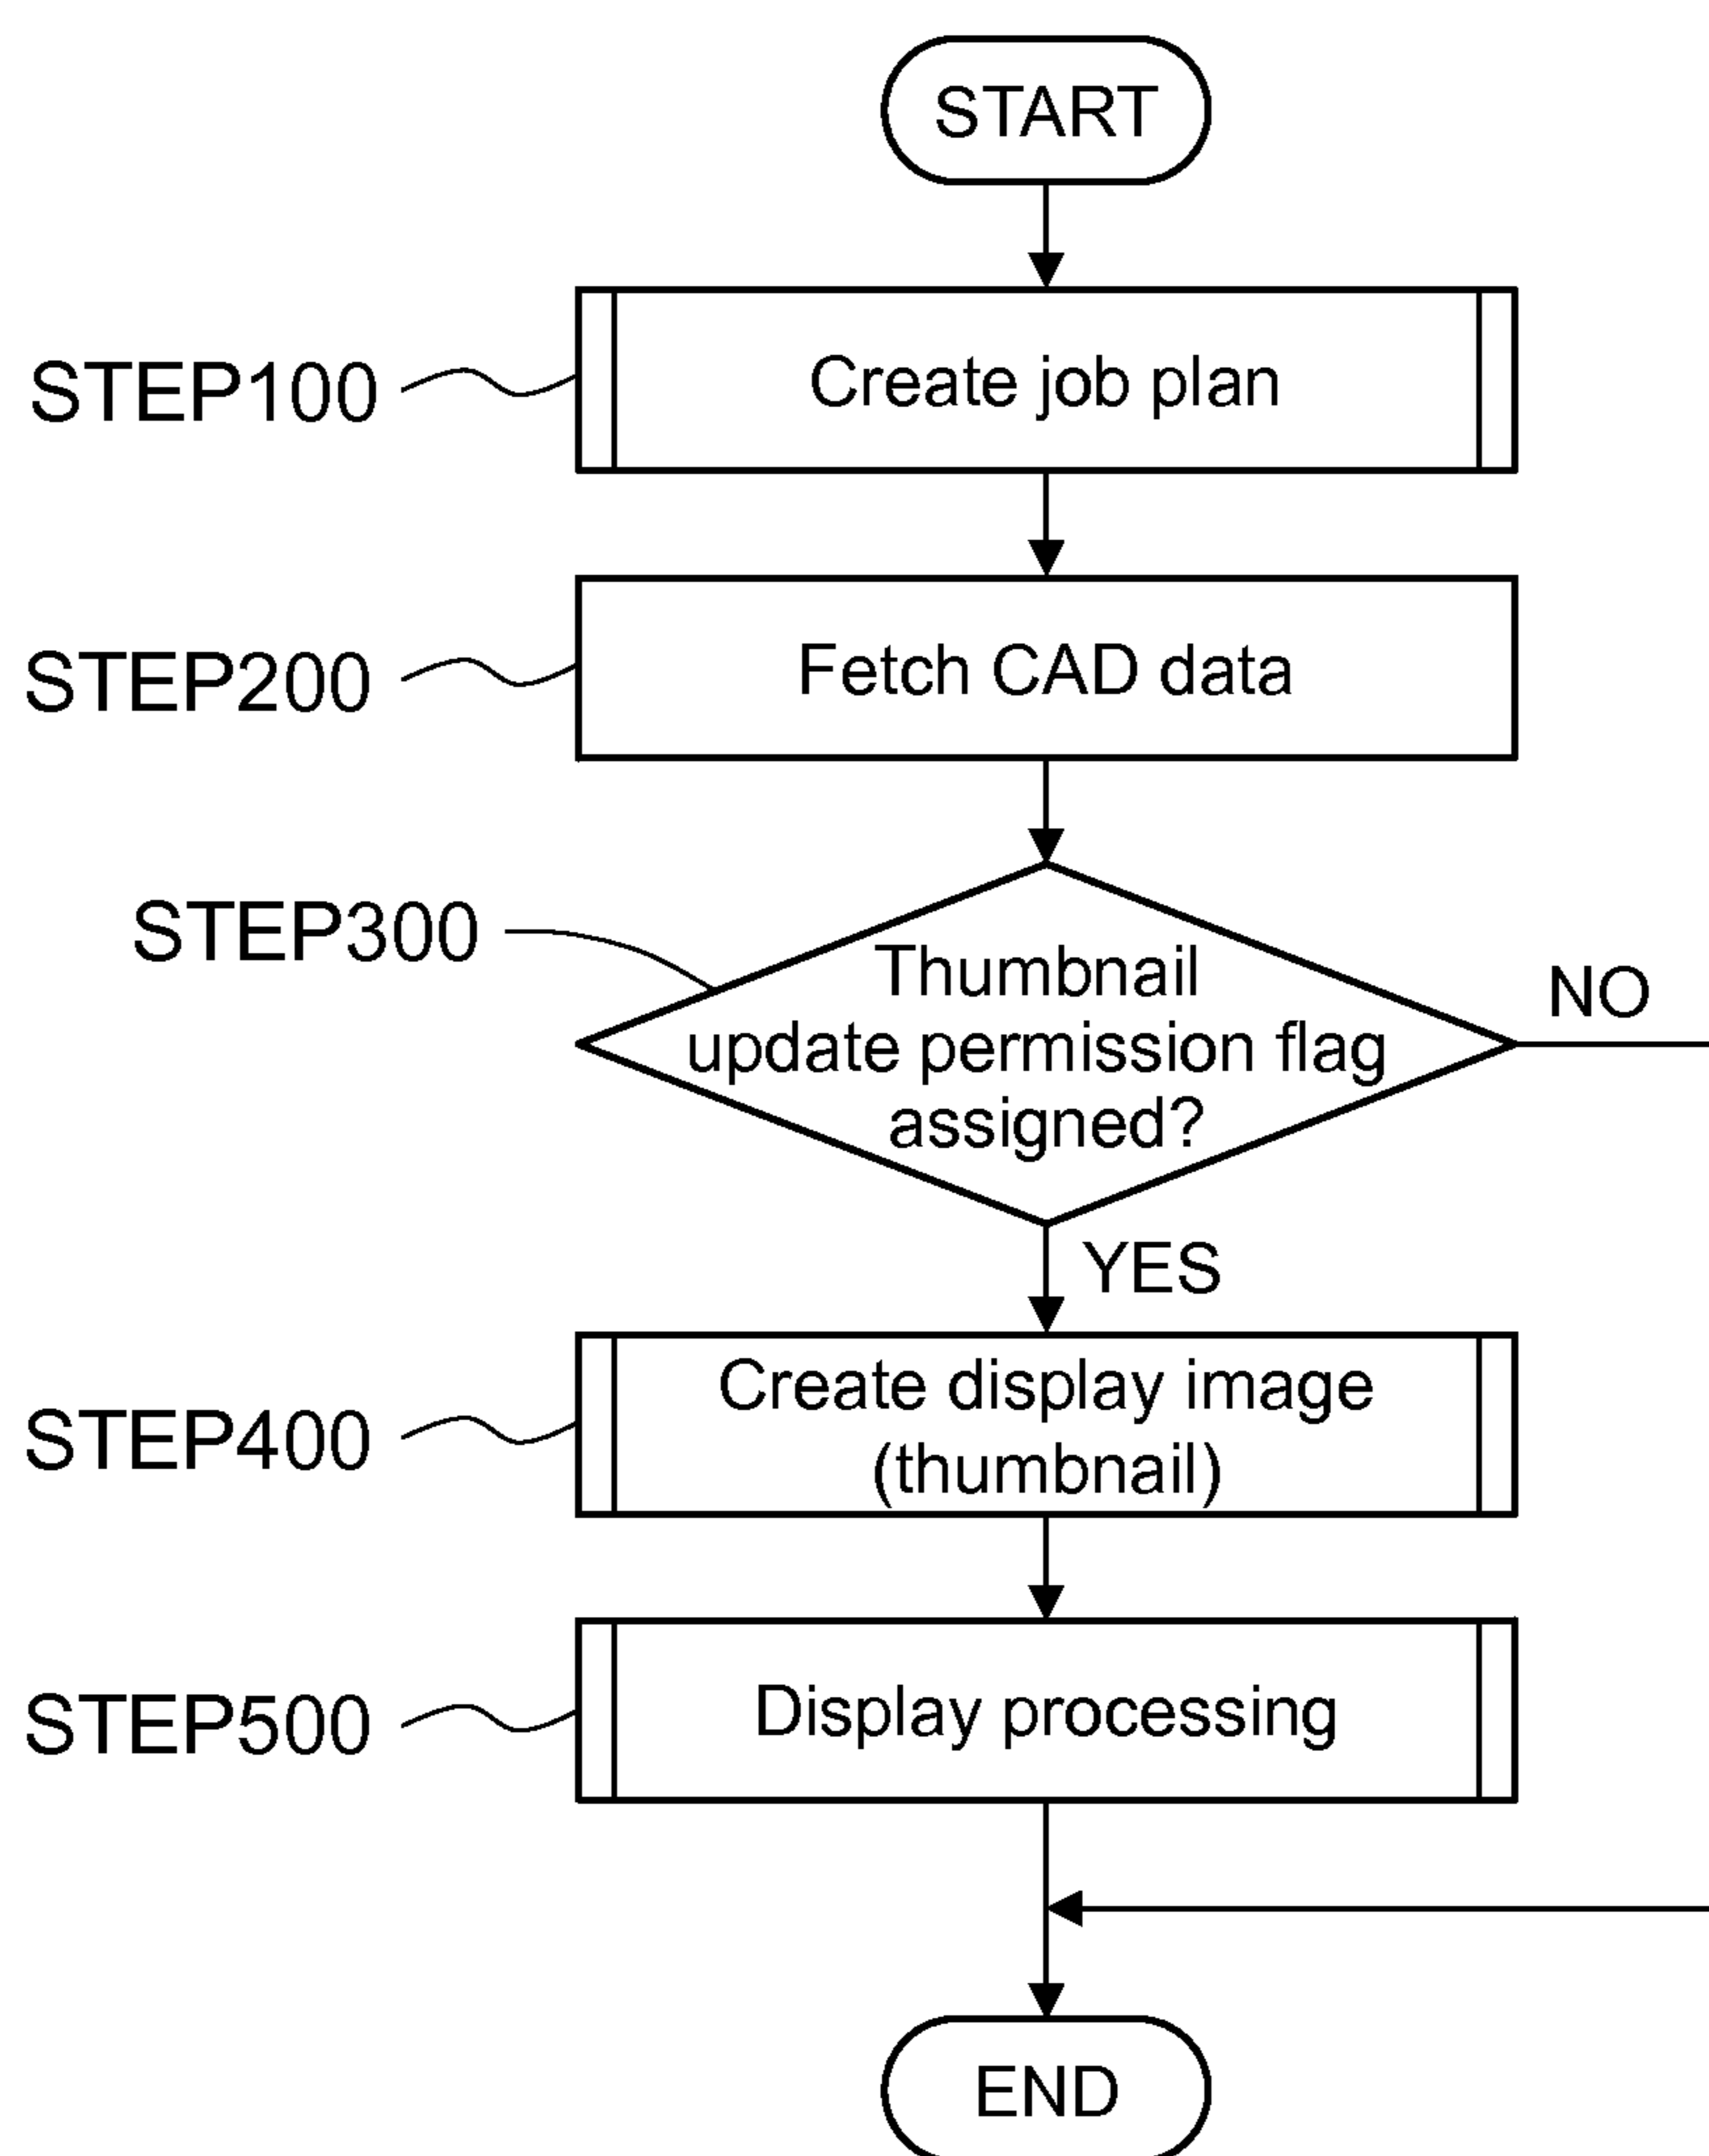 START
STEP100
Create job plan
STEP200
Fetch CAD data
STEP300
Thumbnail
update permission flag
assigned?
NO
YES
STEP400
Create display image
(thumbnail)
STEP500
Display processing
END